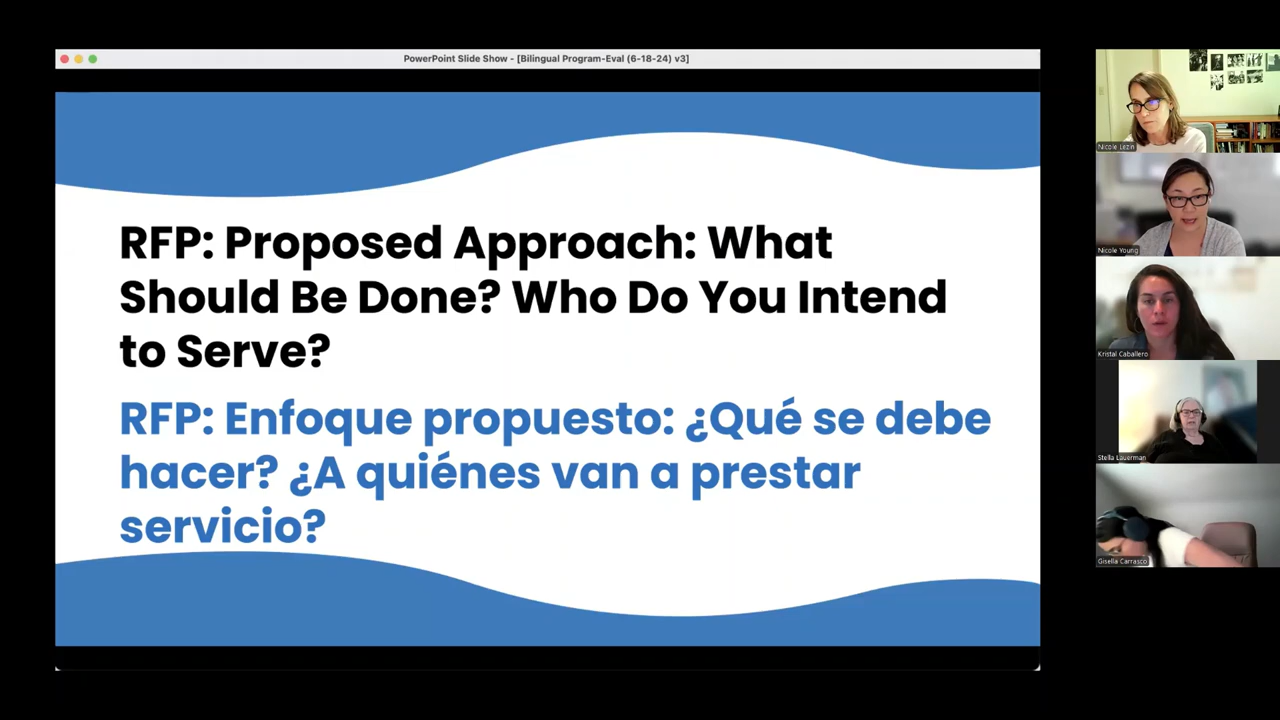 PowerPoint Slide Show - [Bilingual Program-Eval (6-18-24) v3]
RFP: Proposed Approach: What
Should Be Done? Who Do You Intend
to Serve?
RFP: Enfoque propuesto: ¿Qué se debe
hacer? ¿A quiénes van a prestar
servicio?
Nicole Lezin
Nicole Young
Kristal Caballero
Stella Lauerman
Gisella Carrasco